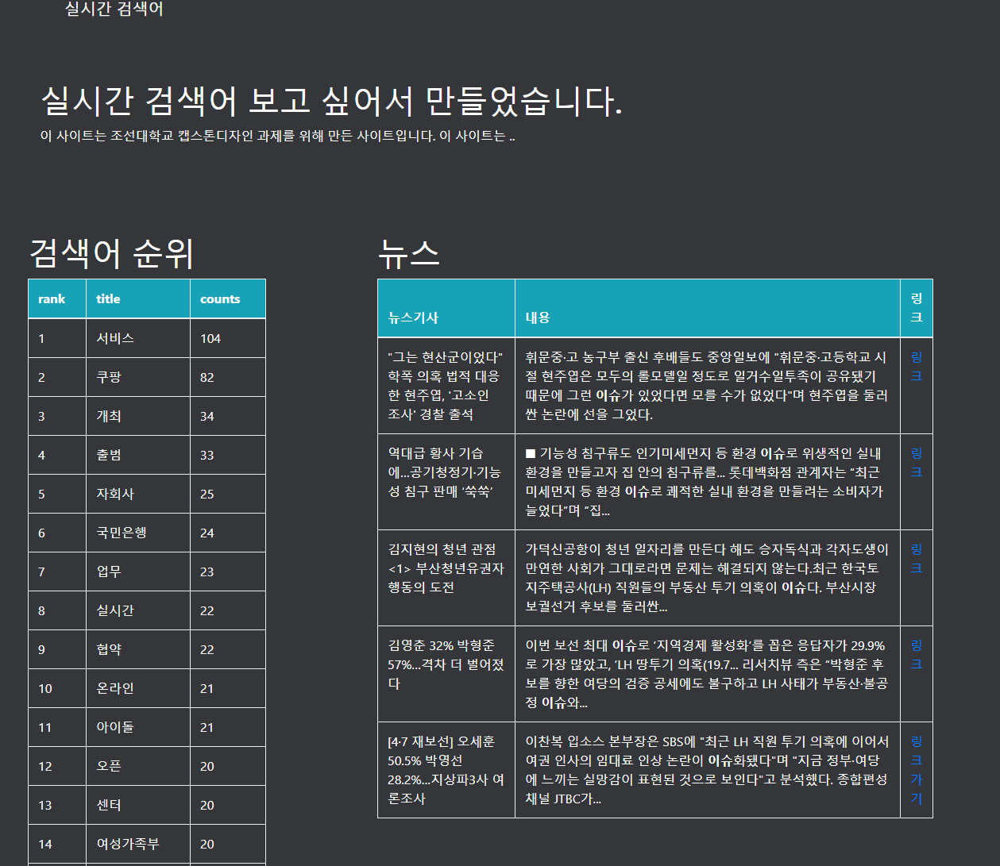 실시간 검색어
실시간 검색어 보고 싶어서 만들었습니다.
이 사이트는 조선대학교 캡스톤디자인 과제를 위해 만든 사이트입니다. 이 사이트는 ..
검색어 순위
rank title counts
1 서비스 104
2 쿠팡 82
3 개최 34
4 출범 33
5 자회사 25
6 국민은행 24
7 업무 23
8 실시간 22
9 협약 22
10 온라인 21
11 아이돌 21
12 오픈 20
13 센터 20
14 여성가족부 20
뉴스
뉴스기사
내용
링
크
"그는 현산군이었다"
학폭 의혹 법적 대응
한 현주엽, '고소인
조사' 경찰 출석
휘문중·고 농구부 출신 후배들도 중앙일보에 "휘문중·고등학교 시
절 현주엽은 모두의 롤모델일 정도로 일거수일투족이 공유됐기
때문에 그런 이슈가 있었다면 모를 수가 없었다"며 현주엽을 둘러
싼 논란에 선을 그었다.
링
크
역대급 황사 기습
에…공기청정기·기능
성 침구 판매 ‘쑥쑥’
■ 기능성 침구류도 인기미세먼지 등 환경 이슈로 위생적인 실내
환경을 만들고자 집 안의 침구류를... 롯데백화점 관계자는 “최근
미세먼지 등 환경 이슈로 쾌적한 실내 환경을 만들려는 소비자가
늘었다”며 “집...
링
크
김지현의 청년 관점
<1> 부산청년유권자
행동의 도전
가덕신공항이 청년 일자리를 만든다 해도 승자독식과 각자도생이
만연한 사회가 그대로라면 문제는 해결되지 않는다.최근 한국토
지주택공사(LH) 직원들의 부동산 투기 의혹이 이슈다. 부산시장
보궐선거 후보를 둘러싼...
링
크
김영춘 32% 박형준
57%…격차 더 벌어졌
다
이번 보선 최대 이슈로 ‘지역경제 활성화’를 꼽은 응답자가 29.9%
로 가장 많았고, ‘LH 땅투기 의혹(19.7... 리서치뷰 측은 “박형준 후
보를 향한 여당의 검증 공세에도 불구하고 LH 사태가 부동산·불공
정 이슈와...
링
크
[4·7 재보선] 오세훈
50.5% 박영선
28.2%…지상파3사 여
론조사
이찬복 입소스 본부장은 SBS에 "최근 LH 직원 투기 의혹에 이어서
여권 인사의 임대료 인상 논란이 이슈화됐다"며 "지금 정부·여당
에 느끼는 실망감이 표현된 것으로 보인다"고 분석했다. 종합편성
채널 JTBC가...
링
크
가
기